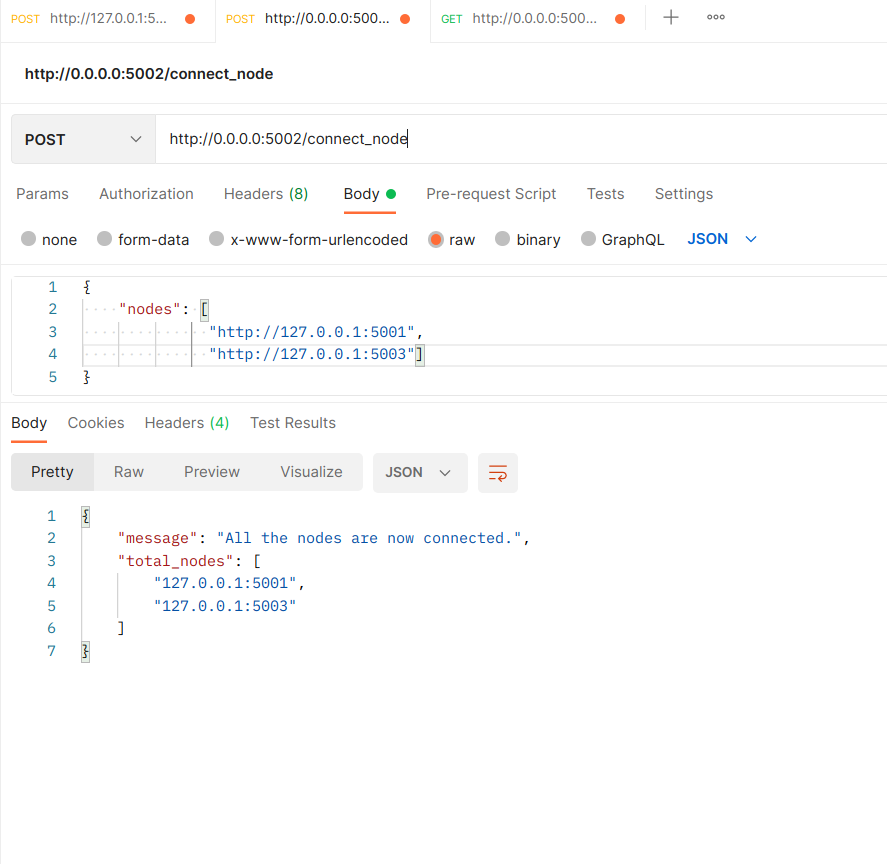 POST http://127.0.0.1:5... POST http://0.0.0.0:500... GET http://0.0.0.0:500...
http://0.0.0.0:5002/connect_node
POST http://0.0.0.0:5002/connect_node
Params Authorization Headers (8) Body Pre-request Script Tests Settings
none form-data x-www-form-urlencoded raw binary GraphQL JSON
1 {
2 "nodes": [
3 "http://127.0.0.1:5001",
4 "http://127.0.0.1:5003"]
5 }
Body Cookies Headers (4) Test Results
Pretty Raw Preview Visualize JSON
1 {
2 "message": "All the nodes are now connected.",
3 "total_nodes": [
4 "127.0.0.1:5001",
5 "127.0.0.1:5003"
6 ]
7 }